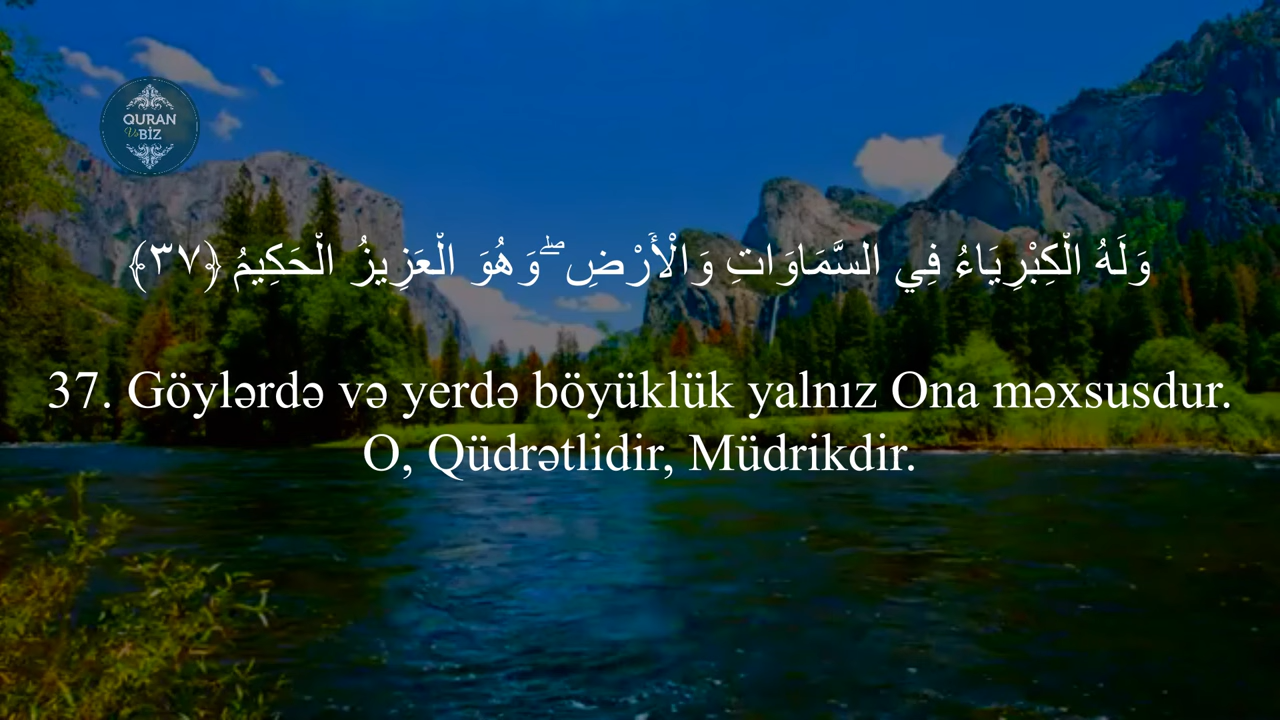 QURAN
Və BİZ
وَلَهُ الْكِبْرِيَاءُ فِي السَّمَاوَاتِ وَالْأَرْضِ ۖ وَهُوَ الْعَزِيزُ الْحَكِيمُ ﴿٣٧﴾
37. Göylərdə və yerdə böyüklük yalnız Ona məxsusdur.
O, Qüdrətlidir, Müdrikdir.